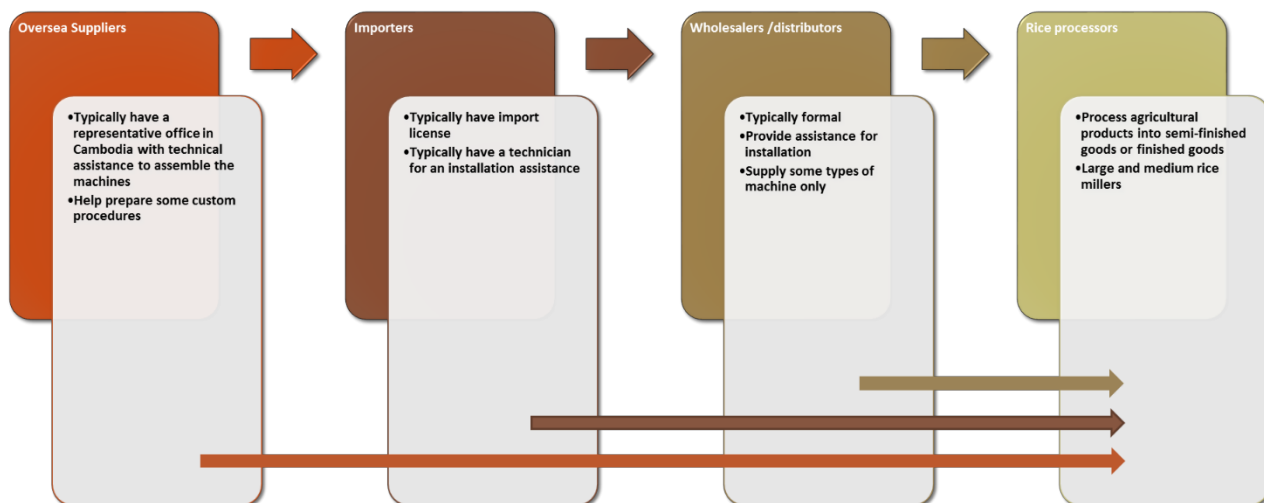 Oversea Suppliers
•Typically have a
representative office in
Cambodia with technical
assistance to assemble the
machines
•Help prepare some custom
procedures
Importers
•Typically have import
license
•Typically have a technician
for an installation assistance
Wholesalers /distributors
•Typically formal
•Provide assistance for
installation
•Supply some types of
machine only
Rice processors
•Process agricultural
products into semi-finished
goods or finished goods
•Large and medium rice
millers